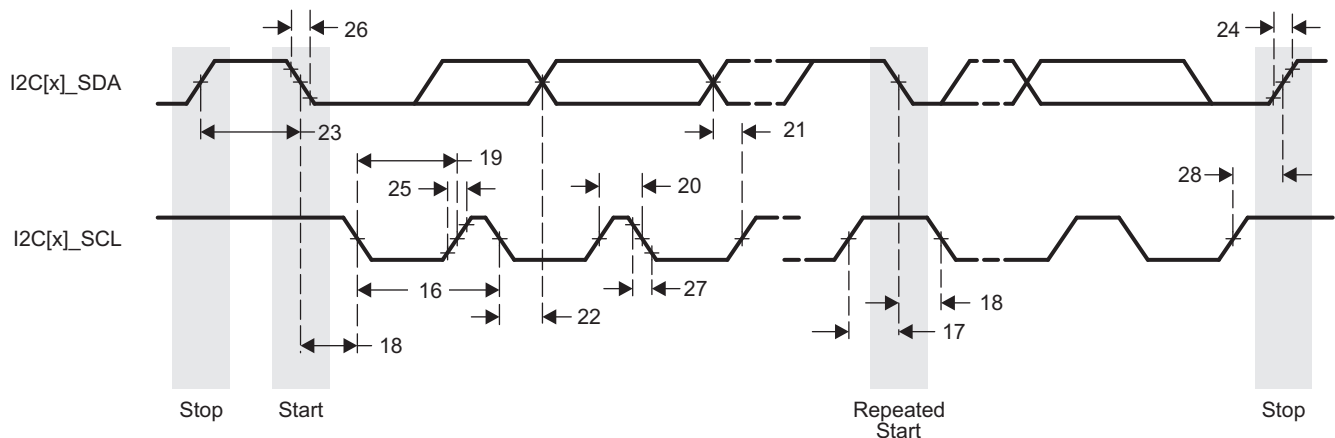 26
24
I2C[x]_SDA
23
21
19
25
20
28
I2C[x]_SCL
16
27
18
22
17
18
Stop
Start
Repeated
Start
Stop